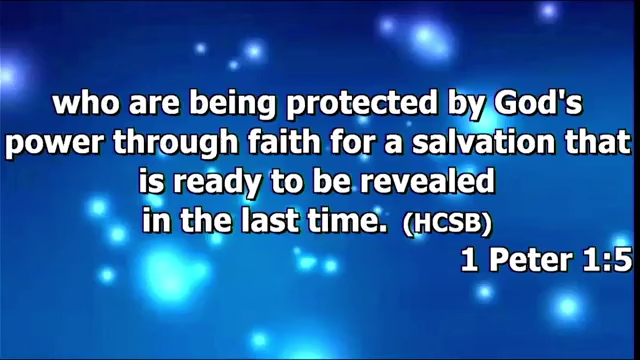 who are being protected by God's
power through faith for a salvation that
is ready to be revealed
in the last time. (HCSB)
1 Peter 1:5